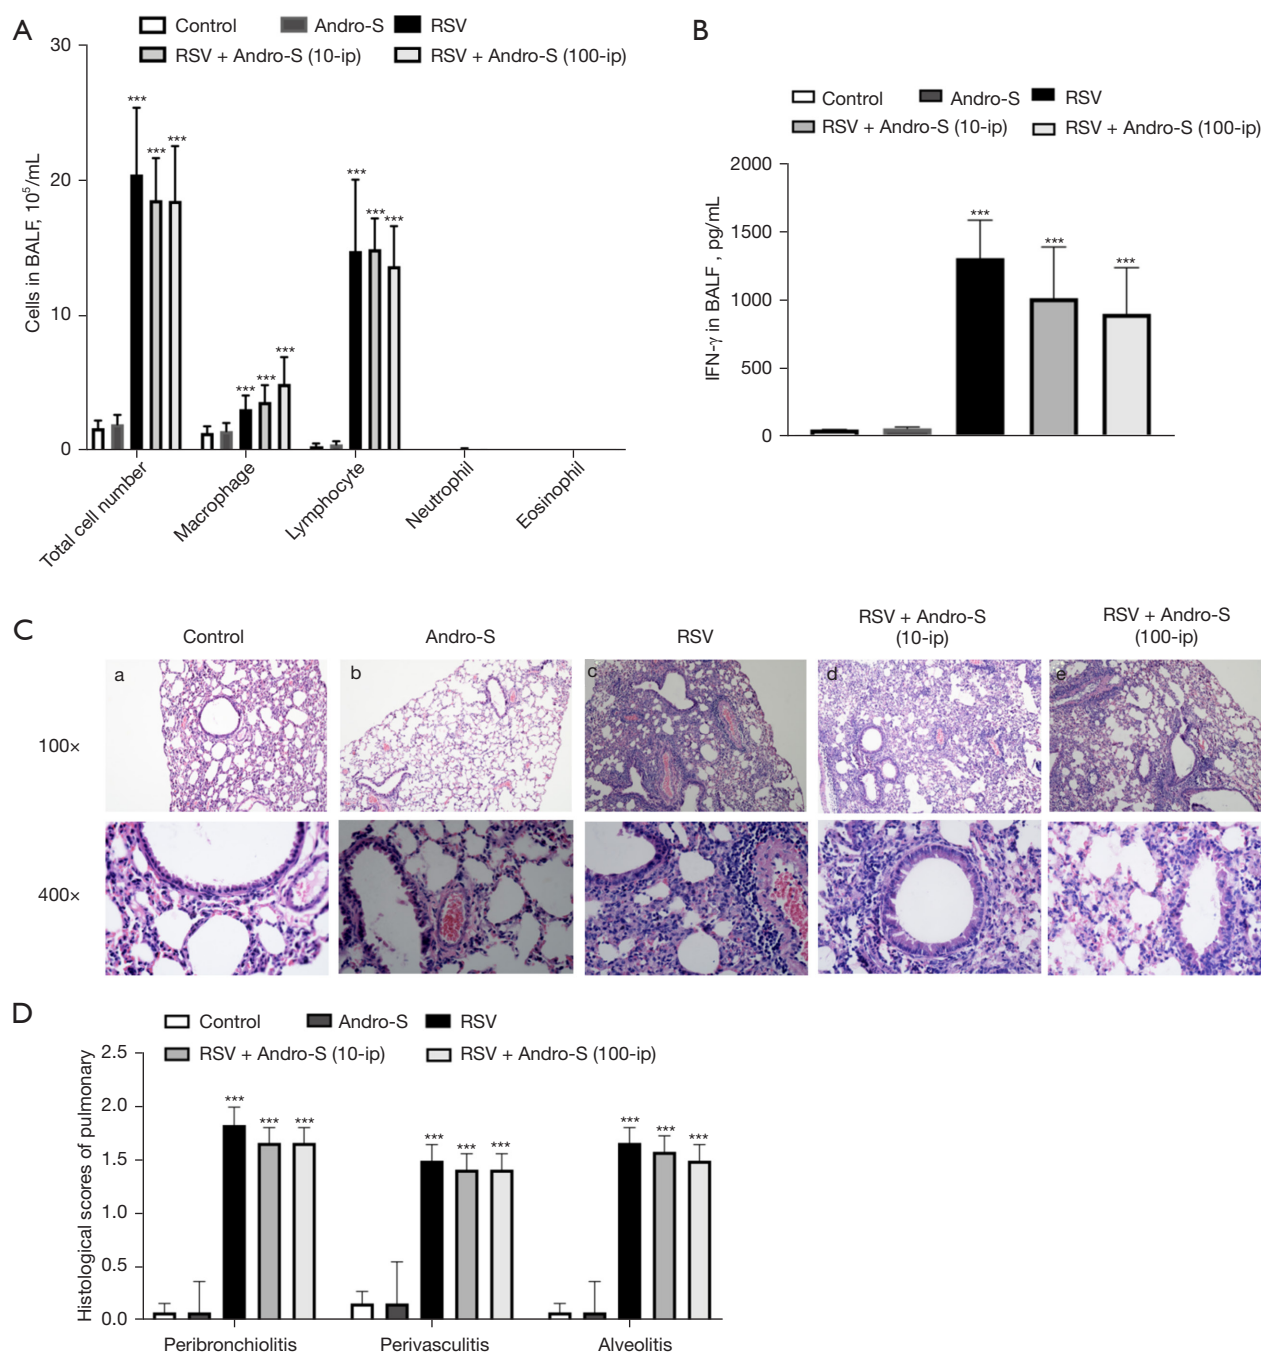 A
Control
Andro-S
RSV
RSV + Andro-S (10-ip)
RSV + Andro-S (100-ip)
Cells in BALF, 10⁵/mL
30
20
10
0
***
***
***
***
***
***
***
***
***
Total cell number
Macrophage
Lymphocyte
Neutrophil
Eosinophil
B
Control
Andro-S
RSV
RSV + Andro-S (10-ip)
RSV + Andro-S (100-ip)
IFN-γ in BALF , pg/mL
2000
1500
1000
500
0
***
***
***
C
Control
Andro-S
RSV
RSV + Andro-S
(10-ip)
RSV + Andro-S
(100-ip)
100×
a
b
c
d
e
400×
D
Control
Andro-S
RSV
RSV + Andro-S (10-ip)
RSV + Andro-S (100-ip)
Histological scores of pulmonary
2.5
2.0
1.5
1.0
0.5
0.0
***
***
***
***
***
***
***
***
***
Peribronchiolitis
Perivasculitis
Alveolitis